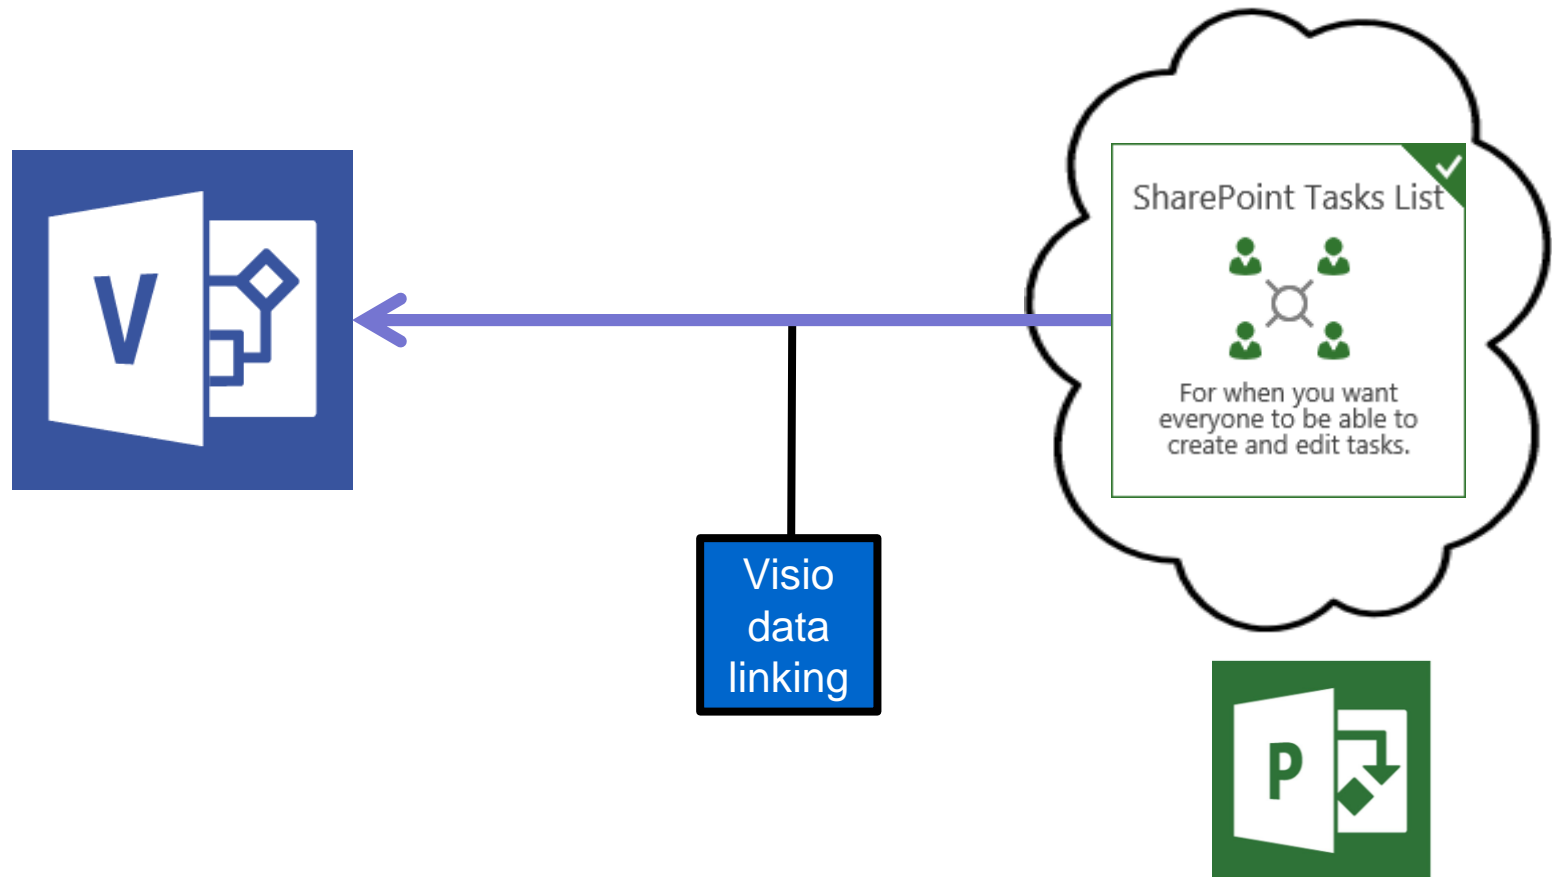 V
SharePoint Tasks List
For when you want
everyone to be able to
create and edit tasks.
Visio
data
linking
P